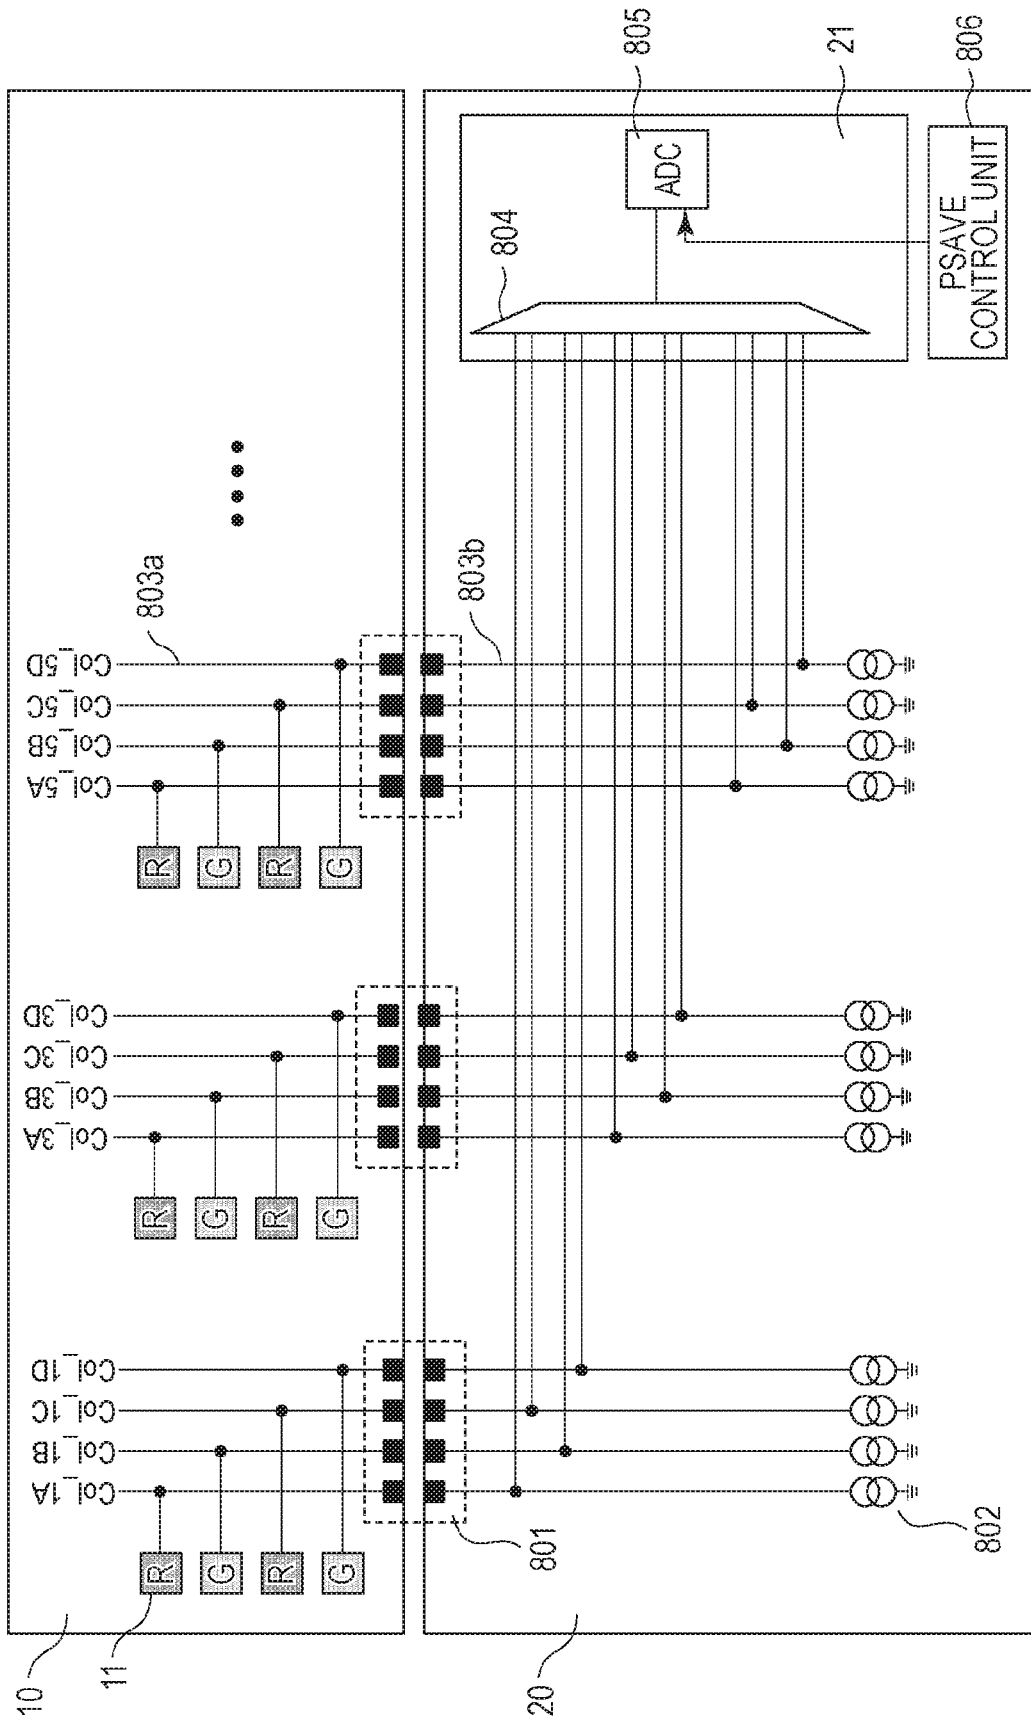 10
11
Col_1A
Col_1B
Col_1C
Col_1D
R
G
R
G
Col_3A
Col_3B
Col_3C
Col_3D
R
G
R
G
Col_5A
Col_5B
Col_5C
Col_5D
R
G
R
G
803a
20
801
802
803b
804
ADC
805
21
PSAVE
CONTROL UNIT
806